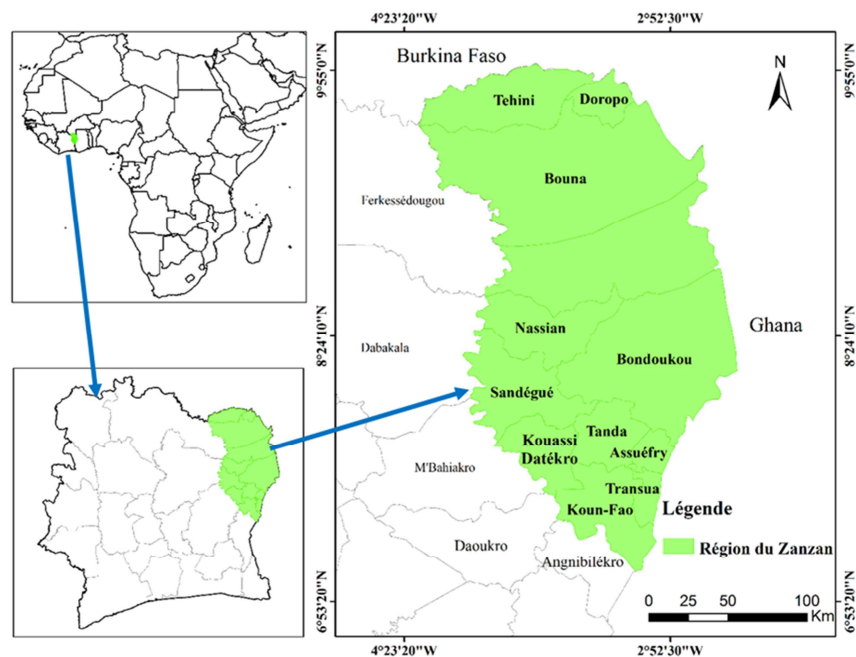 4°23'20"W
2°52'30"W
9°55'0"N
9°55'0"N
Burkina Faso
N
Tehini
Doropo
Bouna
Ferkessédougou
8°24'10"N
8°24'10"N
Nassian
Ghana
Dabakala
Bondoukou
Sandégué
Kouassi
Datékro
Tanda
Assuéfry
M'Bahiakro
Transua
Koun-Fao
Légende
Daoukro
Région du Zanzan
Angnibilékro
0 25 50 100
Km
6°53'20"N
6°53'20"N
4°23'20"W
2°52'30"W